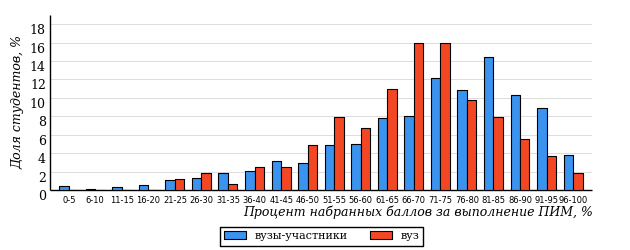 Доля студентов, %
18
16
14
12
10
8
6
4
2
0
0-5 6-10 11-15 16-20 21-25 26-30 31-35 36-40 41-45 46-50 51-55 56-60 61-65 66-70 71-75 76-80 81-85 86-90 91-95 96-100
Процент набранных баллов за выполнение ПИМ, %
вузы-участники вуз